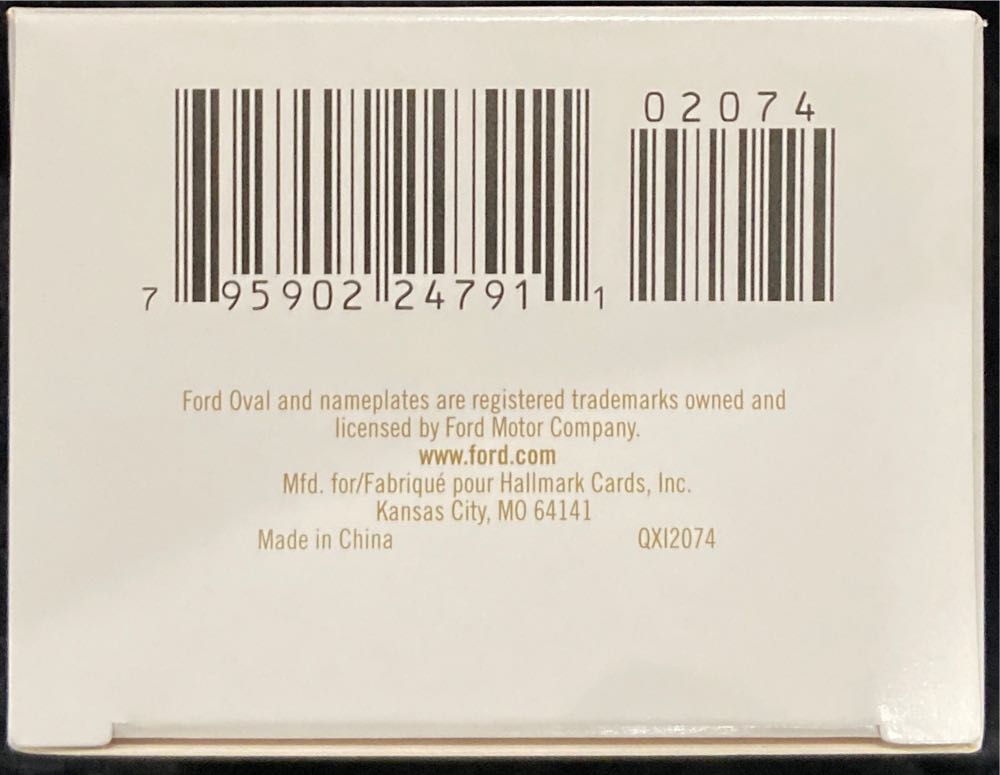 02074
7 95902 24791 1
Ford Oval and nameplates are registered trademarks owned and
licensed by Ford Motor Company.
www.ford.com
Mfd. for/Fabriqué pour Hallmark Cards, Inc.
Kansas City, MO 64141
Made in China QXI2074